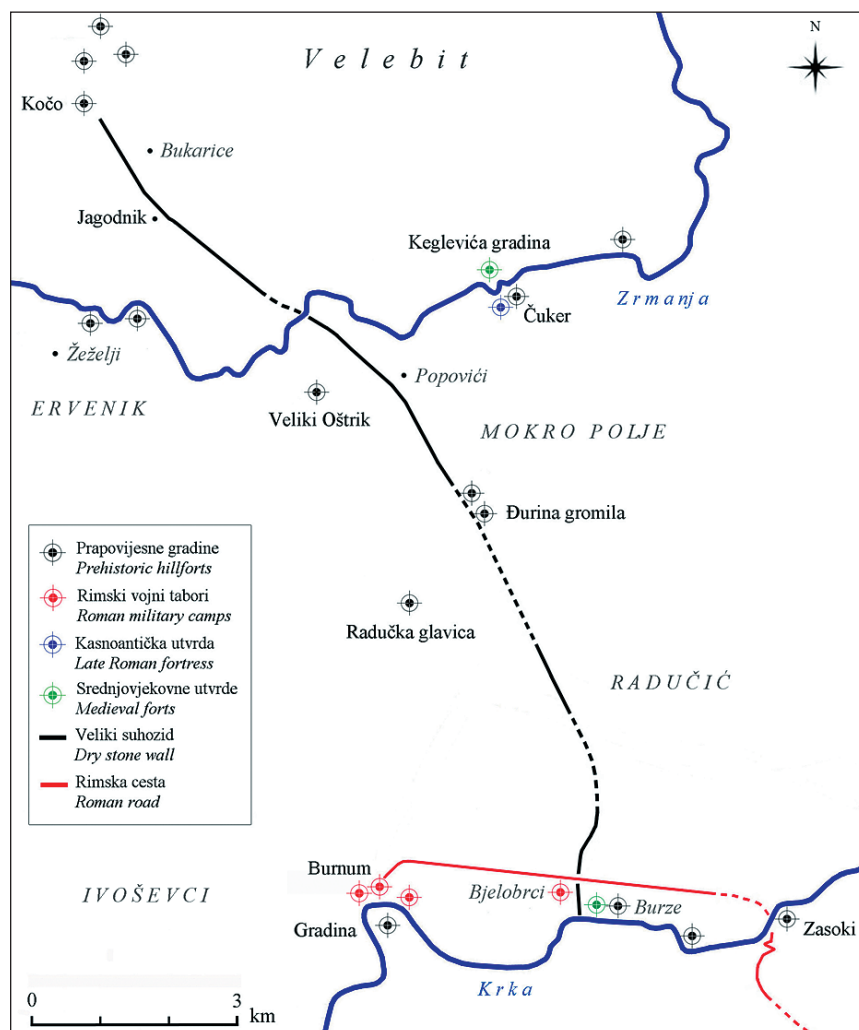 Velebit
N
Kočo
Bukarice
Jagodnik
Keglevića gradina
Zrmanja
Čuker
Žeželji
Popovići
ERVENIK
Veliki Oštrik
MOKRO POLJE
Đurina gromila
Prapovijesne gradine
Prehistoric hillforts
Rimski vojni tabori
Roman military camps
Kasnoantička utvrda
Late Roman fortress
Srednjovjekovne utvrde
Medieval forts
Veliki suhozid
Dry stone wall
Rimska cesta
Roman road
Radučka glavica
RADUČIĆ
Burnum
IVOŠEVCI
Bjelobrci
Burze
Gradina
Zasoki
Krka
0 3
km